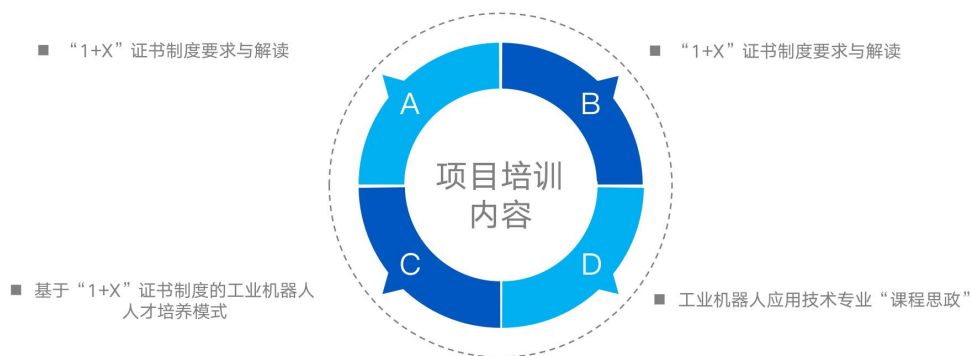 ■ “1+X”证书制度要求与解读
■ “1+X”证书制度要求与解读
A
B
项目培训
内容
C
D
■ 基于“1+X”证书制度的工业机器人
人才培养模式
■ 工业机器人应用技术专业“课程思政”